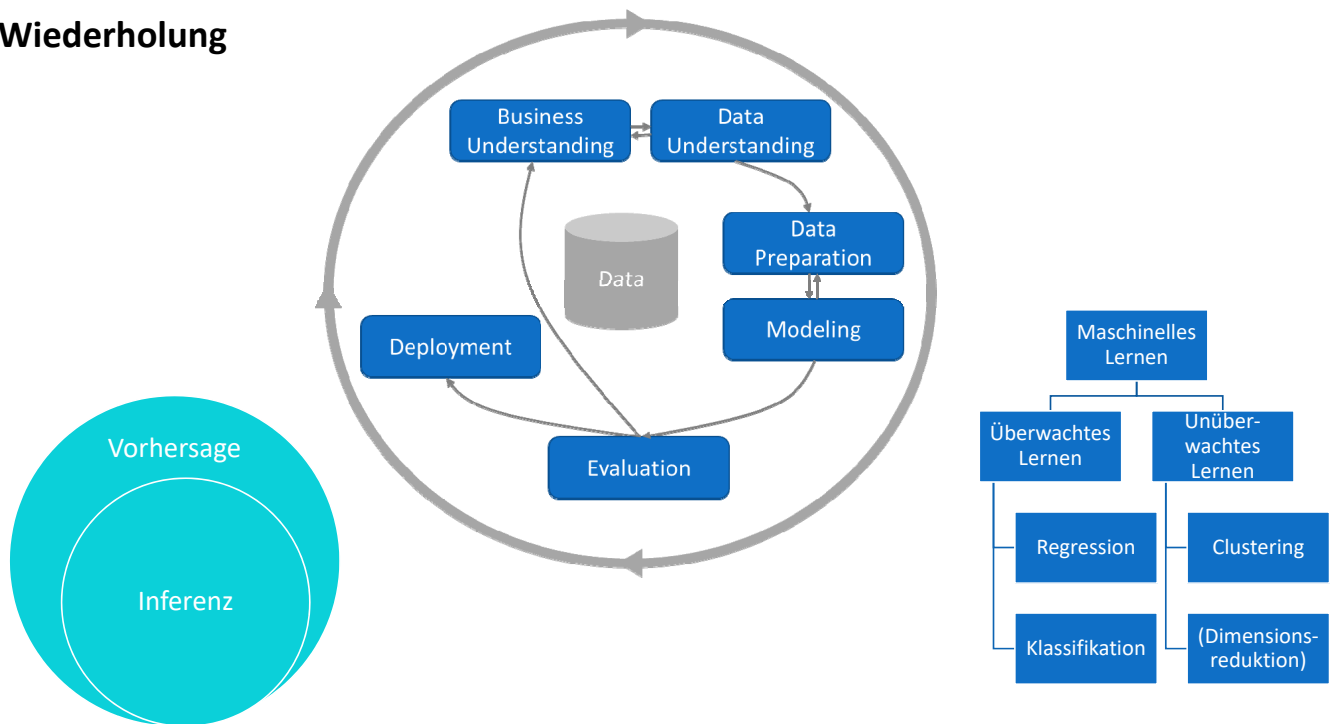 Wiederholung
Business
Understanding
Data
Understanding
Data
Preparation
Data
Modeling
Deployment
Evaluation
Vorhersage
Inferenz
Maschinelles
Lernen
Überwachtes
Lernen
Unüber-
wachtes
Lernen
Regression
Clustering
Klassifikation
(Dimensions-
reduktion)